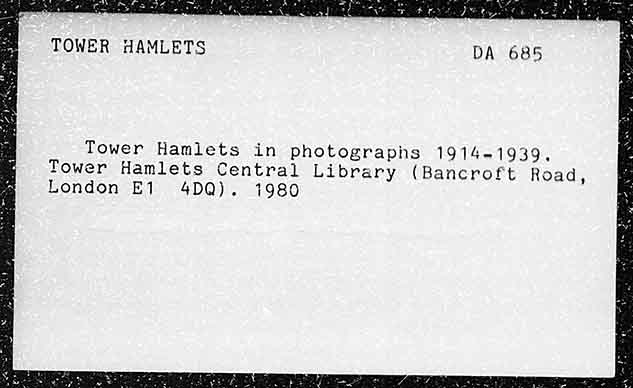 TOWER HAMLETS
DA 685
Tower Hamlets in photographs 1914-1939.
Tower Hamlets Central Library (Bancroft Road,
London E1 4DQ). 1980